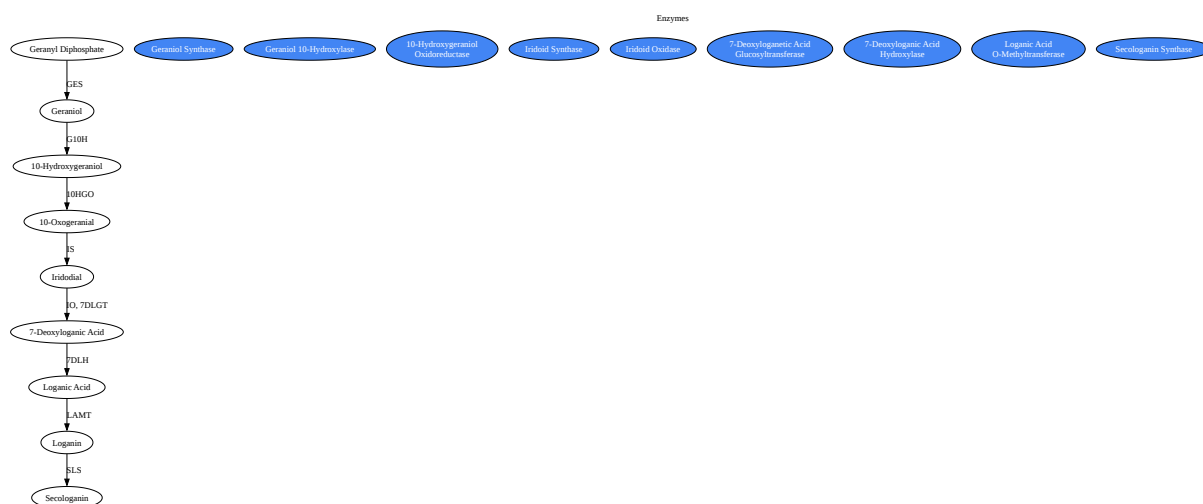 Enzymes
Geranyl Diphosphate
Geraniol Synthase
Geraniol 10-Hydroxylase
10-Hydroxygeraniol
Oxidoreductase
Iridoid Synthase
Iridoid Oxidase
7-Deoxyloganetic Acid
Glucosyltransferase
7-Deoxyloganic Acid
Hydroxylase
Loganic Acid
O-Methyltransferase
Secologanin Synthase
GES
Geraniol
G10H
10-Hydroxygeraniol
10HGO
10-Oxogeranial
IS
Iridodial
IO, 7DLGT
7-Deoxyloganic Acid
7DLH
Loganic Acid
LAMT
Loganin
SLS
Secologanin